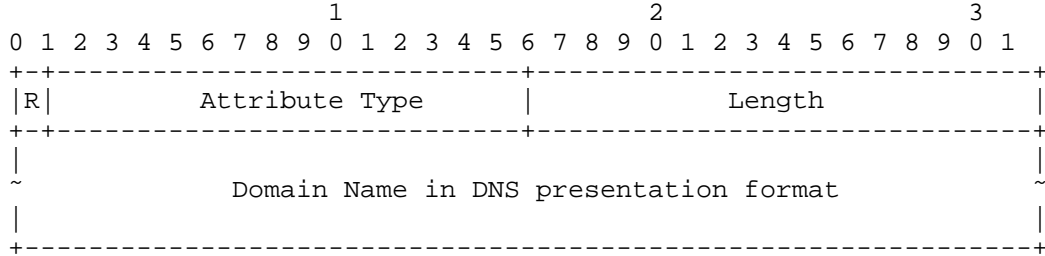 1                   2                   3
0 1 2 3 4 5 6 7 8 9 0 1 2 3 4 5 6 7 8 9 0 1 2 3 4 5 6 7 8 9 0 1
+-+-----------------------------+-------------------------------+
|R|         Attribute Type      |            Length             |
+-+-----------------------------+-------------------------------+
|                                                               |
~             Domain Name in DNS presentation format            ~
|                                                               |
+---------------------------------------------------------------+